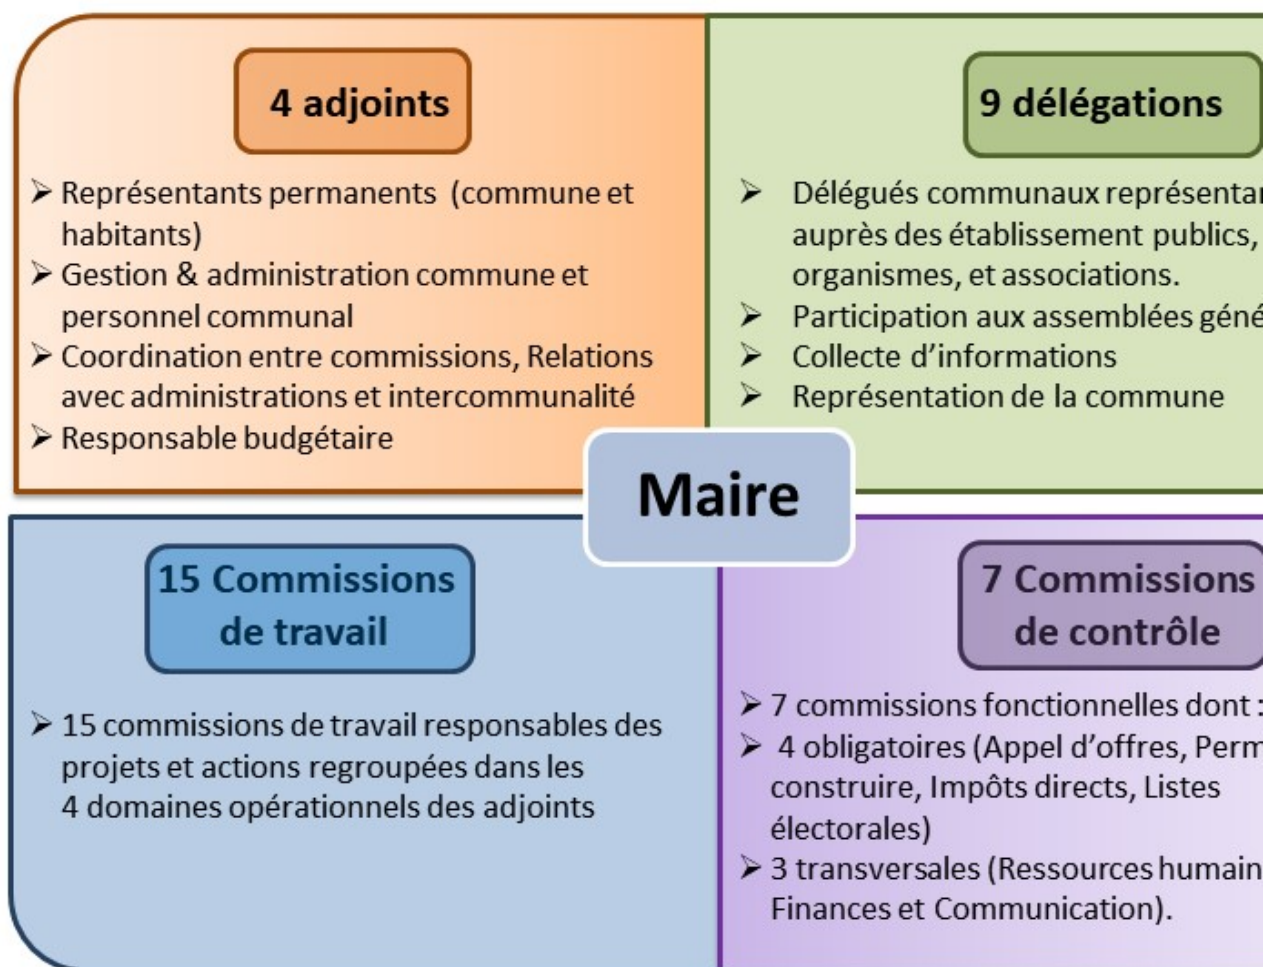 4 adjoints
➢ Représentants permanents (commune et
habitants)
➢ Gestion & administration commune et
personnel communal
➢ Coordination entre commissions, Relations
avec administrations et intercommunalité
➢ Responsable budgétaire
9 délégations
➢ Délégués communaux
auprès des établissement publics,
organismes, et associations.
➢ Participation aux assemblées
➢ Collecte d’informations
➢ Représentation de la commune
Maire
15 Commissions
de travail
➢ 15 commissions de travail responsables des
projets et actions regroupées dans les
4 domaines opérationnels des adjoints
7 Commissions
de contrôle
➢ 7 commissions fonctionnelles dont :
➢ 4 obligatoires (Appel d’offres,
construire, Impôts directs, Listes
électorales)
➢ 3 transversales (Ressources
Finances et Communication).